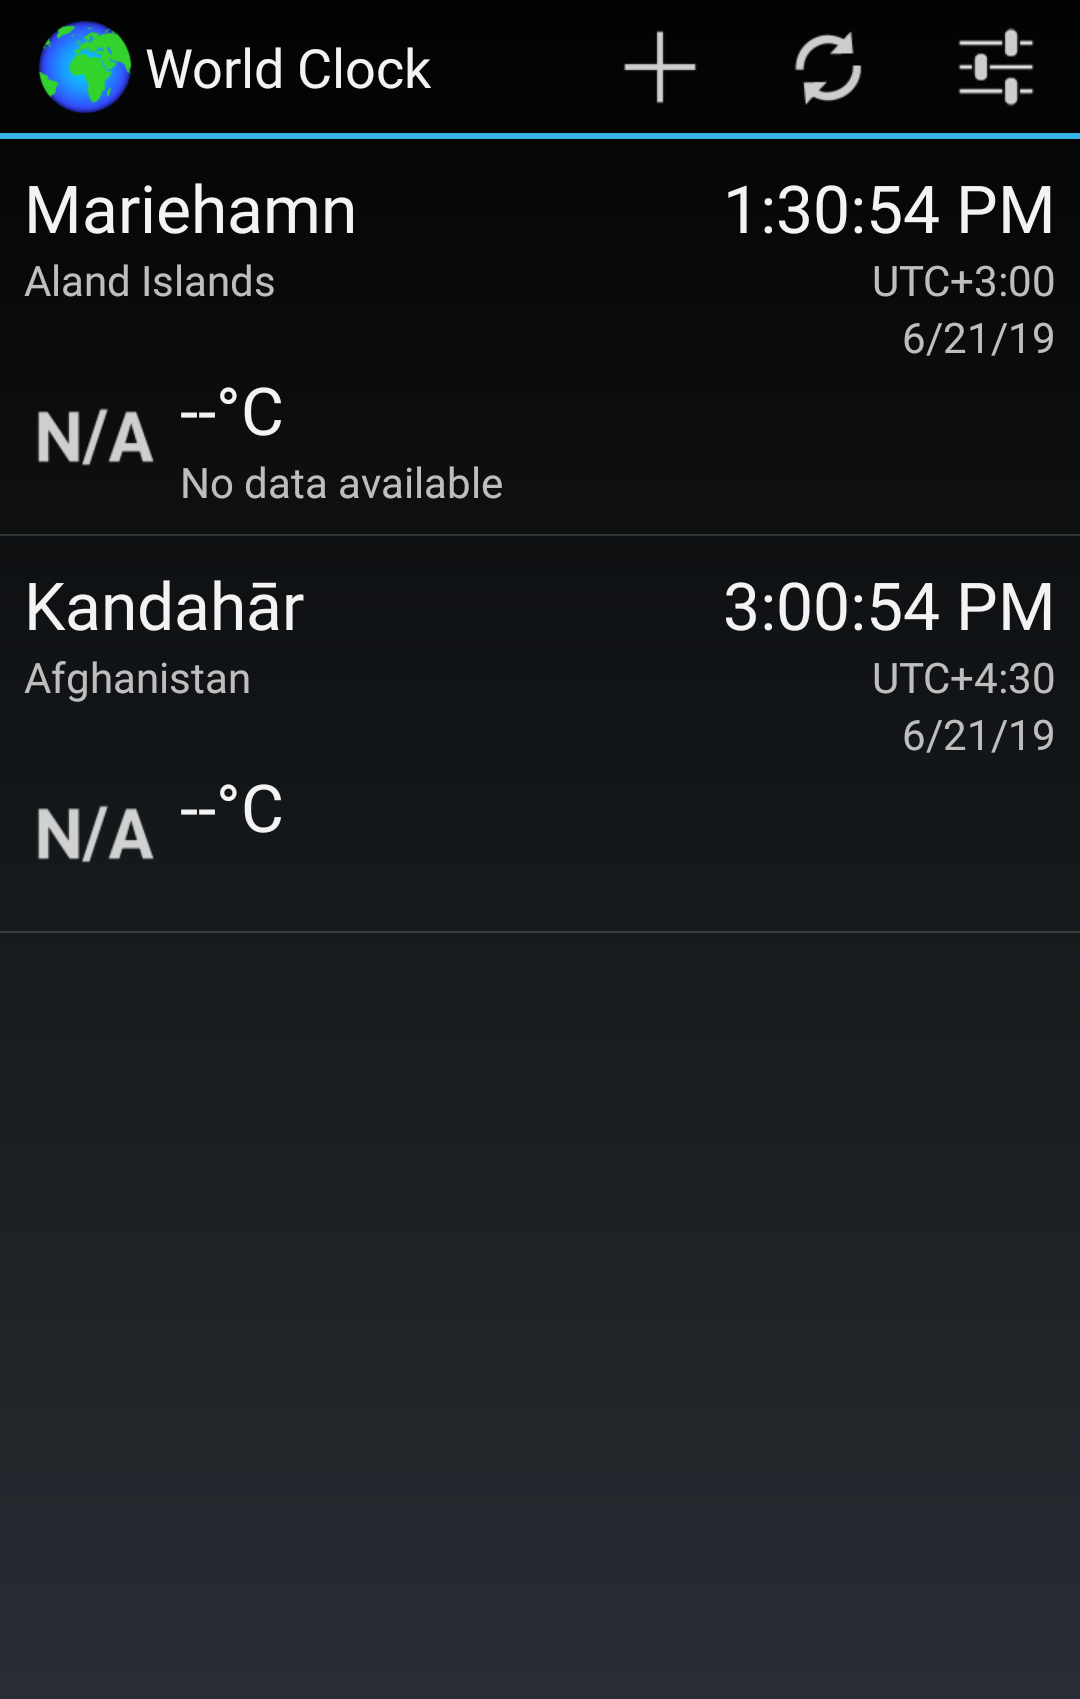 World Clock
Mariehamn 1:30:54 PM
Aland Islands UTC+3:00
6/21/19
N/A --°C
No data available
Kandahār 3:00:54 PM
Afghanistan UTC+4:30
6/21/19
N/A --°C